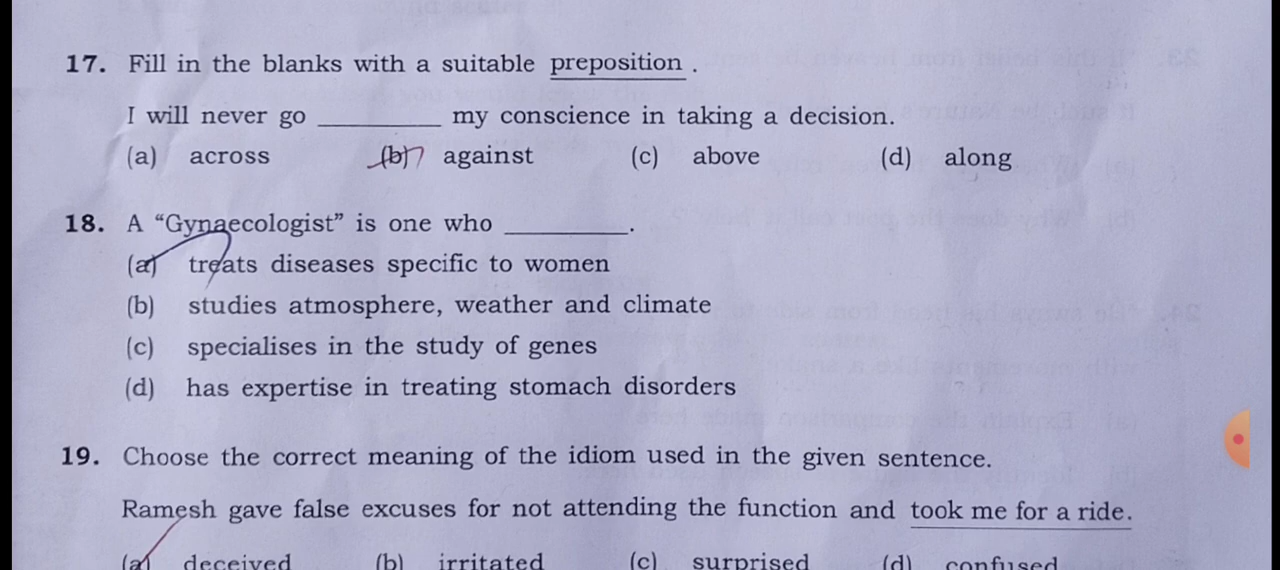 17. Fill in the blanks with a suitable preposition .
I will never go ________ my conscience in taking a decision.
(a) across (b) against (c) above (d) along
18. A “Gynaecologist” is one who ________.
(a) treats diseases specific to women
(b) studies atmosphere, weather and climate
(c) specialises in the study of genes
(d) has expertise in treating stomach disorders
19. Choose the correct meaning of the idiom used in the given sentence.
Ramesh gave false excuses for not attending the function and took me for a ride.
(a) deceived (b) irritated (c) surprised (d) confused